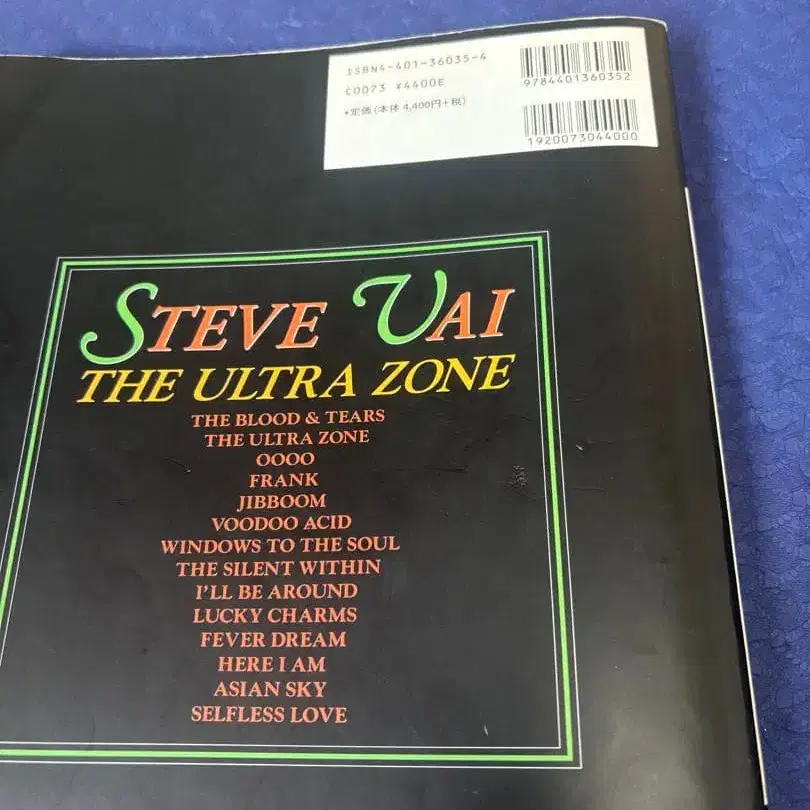 ISBN4-401-36035-4
C0073 ¥4400E
•定価(本体4,400円+税)
9784401360352
1920073044000
STEVE VAI
THE ULTRA ZONE
THE BLOOD & TEARS
THE ULTRA ZONE
OOOO
FRANK
JIBBOOM
VOODOO ACID
WINDOWS TO THE SOUL
THE SILENT WITHIN
I'LL BE AROUND
LUCKY CHARMS
FEVER DREAM
HERE I AM
ASIAN SKY
SELFLESS LOVE